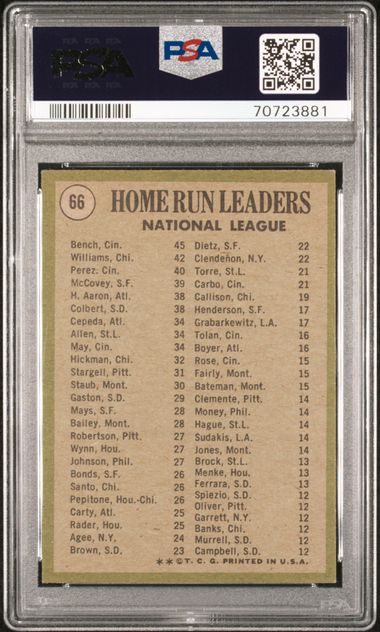 PSA
PSA
70723881
66
HOME RUN LEADERS
NATIONAL LEAGUE
Bench, Cin. 45
Williams, Chi. 42
Perez. Cin. 40
McCovey, S.F. 39
H. Aaron, Atl. 38
Colbert, S.D. 38
Cepeda, Atl. 34
Allen, St.L. 34
May, Cin. 34
Hickman, Chi. 32
Stargell, Pitt. 31
Staub, Mont. 30
Gaston, S.D. 29
Mays, S.F. 28
Bailey, Mont. 28
Robertson, Pitt. 27
Wynn, Hou. 27
Johnson, Phil. 27
Bonds, S.F. 26
Santo, Chi. 26
Pepitone, Hou.-Chi. 26
Carty, Atl. 25
Rader, Hou. 25
Agee, N.Y. 24
Brown, S.D. 23
Dietz, S.F. 22
Clendeñon, N.Y. 22
Torre, St.L. 21
Carbo, Cin. 21
Callison, Chi. 19
Henderson, S.F. 17
Grabarkewitz, L.A. 17
Tolan, Cin. 16
Boyer, Atl. 16
Rose, Cin. 15
Fairly, Mont. 15
Bateman, Mont. 15
Clemente, Pitt. 14
Money, Phil. 14
Hague, St.L. 14
Sudakis, L.A. 14
Jones, Mont. 14
Brock, St.L. 13
Menke, Hou. 13
Ferrara, S.D. 13
Spiezio, S.D. 12
Oliver, Pitt. 12
Garrett, N.Y. 12
Banks, Chi. 12
Murrell, S.D. 12
Campbell, S.D. 12
**© T. C. G. PRINTED IN U.S.A.